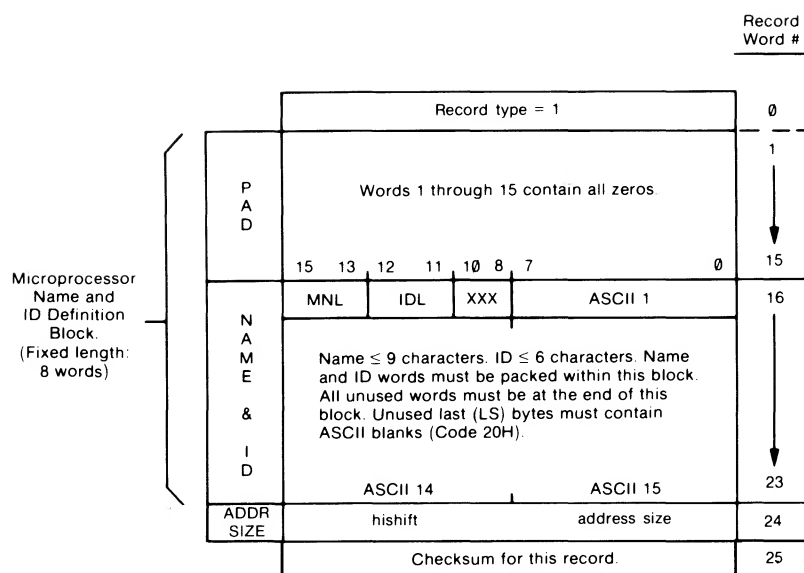 Record
Word #
Record type = 1
Ø
1
P
A
D
Words 1 through 15 contain all zeros.
15 13 12 11 1Ø 8 7 Ø
15
Microprocessor
Name and
ID Definition
Block.
(Fixed length:
8 words)
MNL IDL XXX ASCII 1
16
N
A
M
E
&
I
D
Name ≤ 9 characters. ID ≤ 6 characters. Name
and ID words must be packed within this block.
All unused words must be at the end of this
block. Unused last (LS) bytes must contain
ASCII blanks (Code 20H).
ASCII 14 ASCII 15
23
ADDR
SIZE
hishift address size
24
Checksum for this record.
25